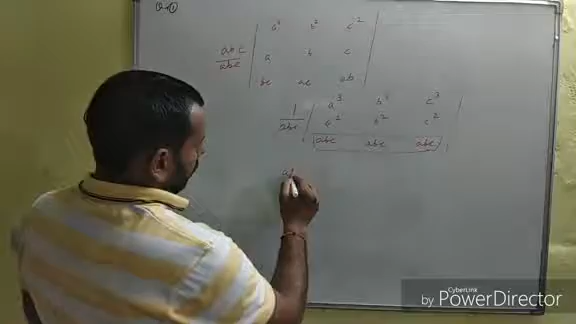 Q. ①
abc/abc | a² b² c² |
| a b c |
| bc ac ab |
1/abc | a³ b³ c³ |
| a² b² c² |
| abc abc abc |
CyberLink
by PowerDirector